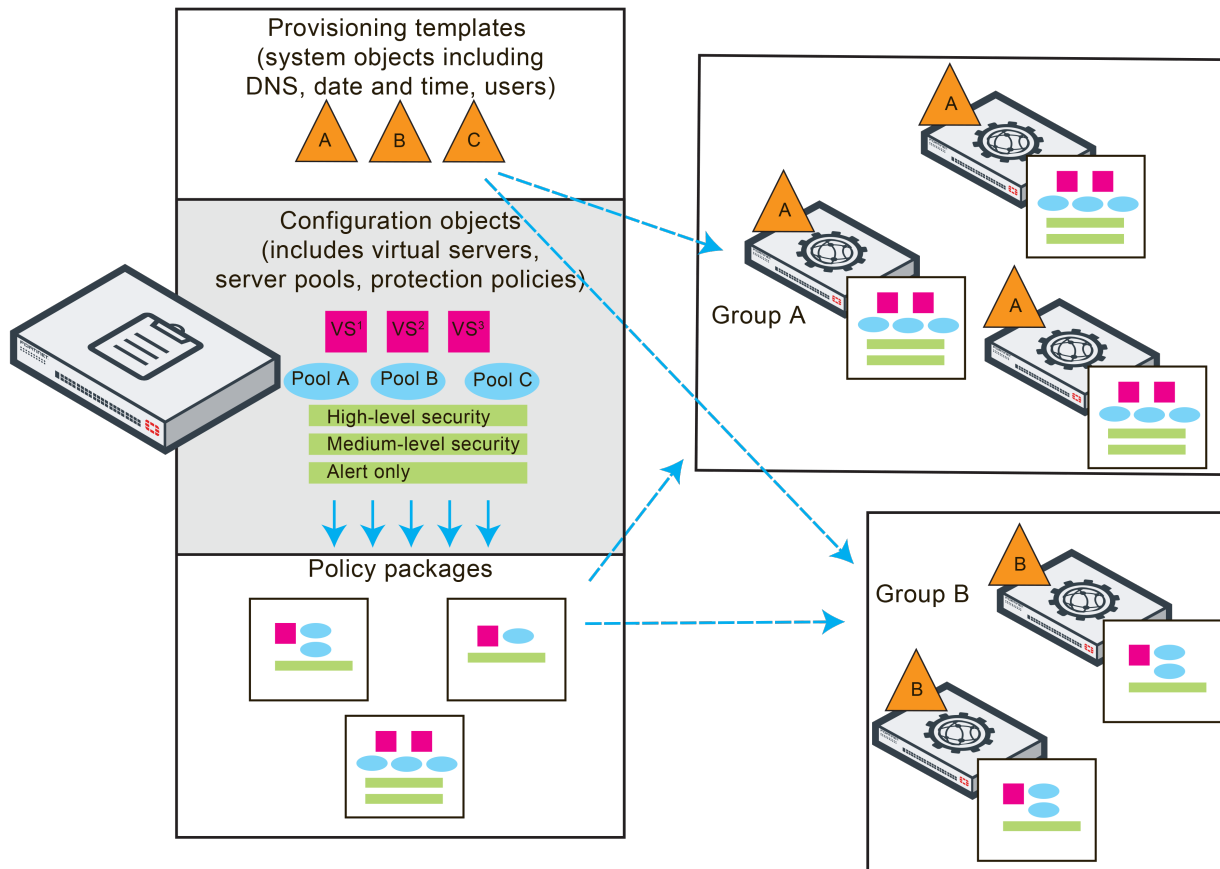 Provisioning templates
(system objects including
DNS, date and time, users)
A
B
C
Configuration objects
(includes virtual servers,
server pools, protection policies)
VS¹
VS²
VS³
Pool A
Pool B
Pool C
High-level security
Medium-level security
Alert only
Policy packages
A
A
Group A
A
B
Group B
B